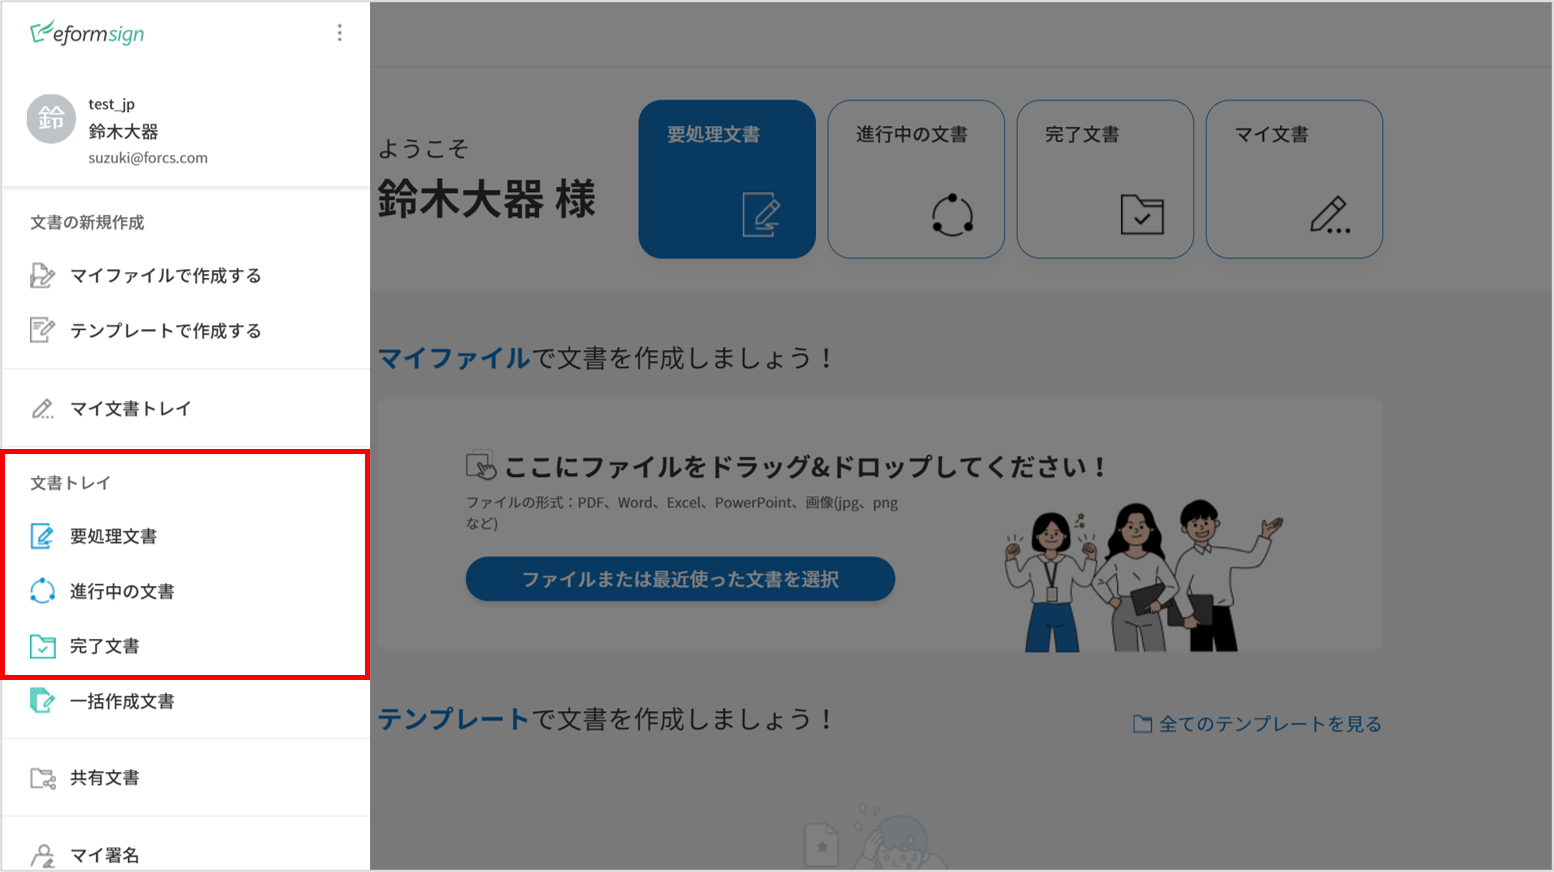 eformsign
鈴
test_jp
鈴木大器
suzuki@forcs.com
文書の新規作成
マイファイルで作成する
テンプレートで作成する
マイ文書トレイ
文書トレイ
要処理文書
進行中の文書
完了文書
一括作成文書
共有文書
マイ署名
ようこそ
鈴木大器 様
要処理文書
進行中の文書
完了文書
マイ文書
マイファイルで文書を作成しましょう！
ここにファイルをドラッグ&ドロップしてください！
ファイルの形式：PDF、Word、Excel、PowerPoint、画像(jpg、png
など)
ファイルまたは最近使った文書を選択
テンプレートで文書を作成しましょう！
全てのテンプレートを見る